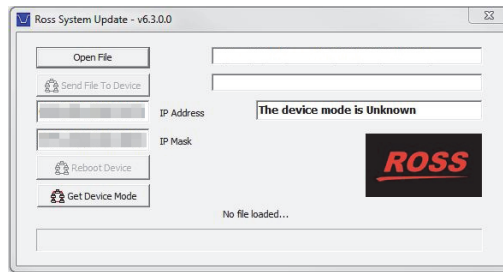 Ross System Update - v6.3.0.0
Open File
Send File To Device
IP Address
The device mode is Unknown
IP Mask
Reboot Device
ROSS
Get Device Mode
No file loaded...